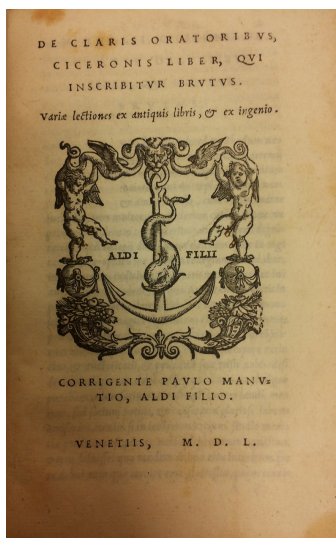 DE CLARIS ORATORIBVS,
CICERONIS LIBER, QVI
INSCRIBITVR BRVTVS.
Variæ lectiones ex antiquis libris, & ex ingenio.
ALDI FILII
CORRIGENTE PAVLO MANV=
TIO, ALDI FILIO.
VENETIIS, M. D. L.